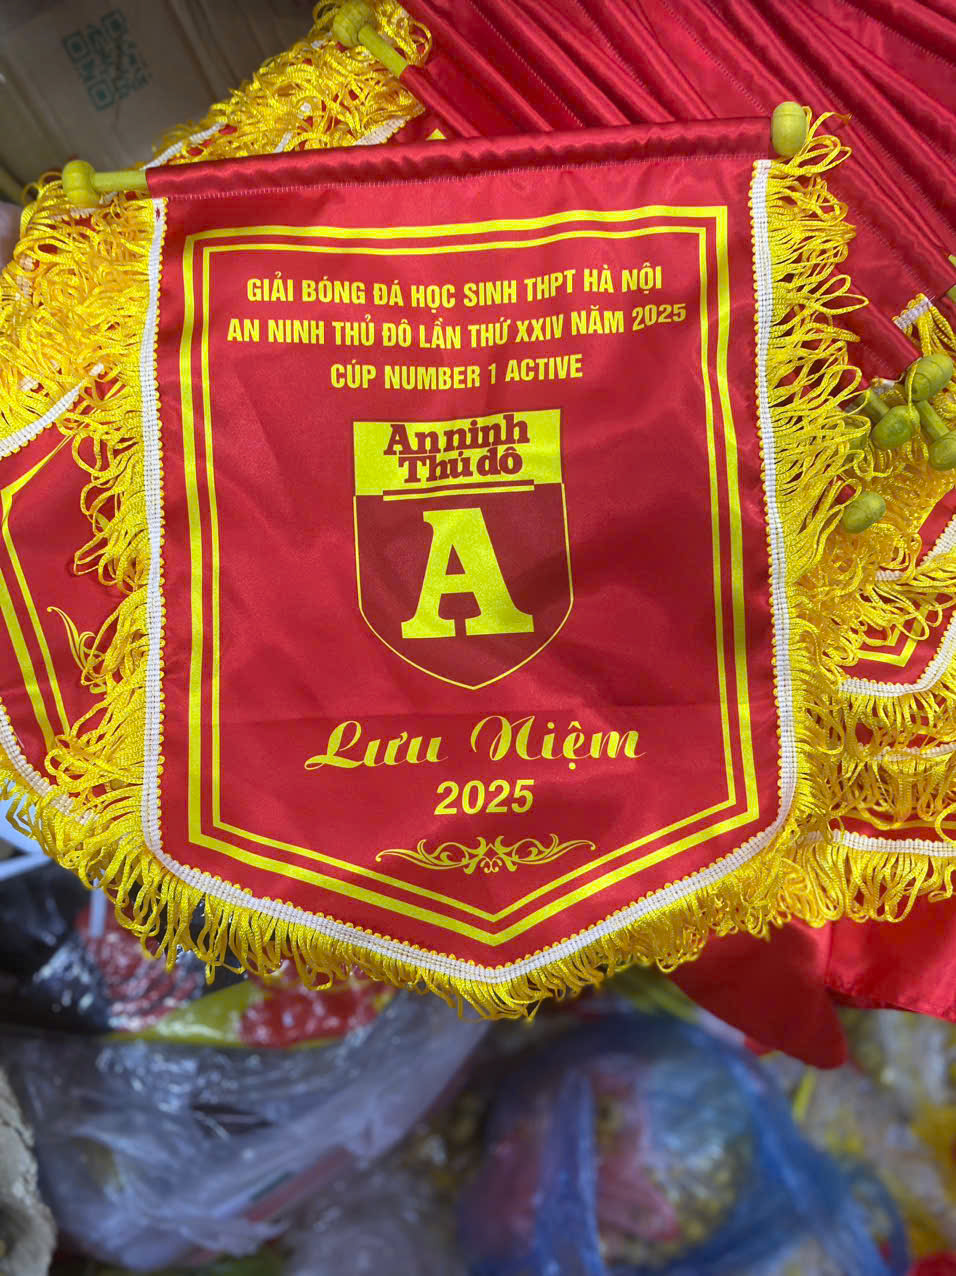 GIẢI BÓNG ĐÁ HỌC SINH THPT HÀ NỘI
AN NINH THỦ ĐÔ LẦN THỨ XXIV NĂM 2025
CÚP NUMBER 1 ACTIVE
An ninh
Thủ đô
A
Lưu Niệm
2025